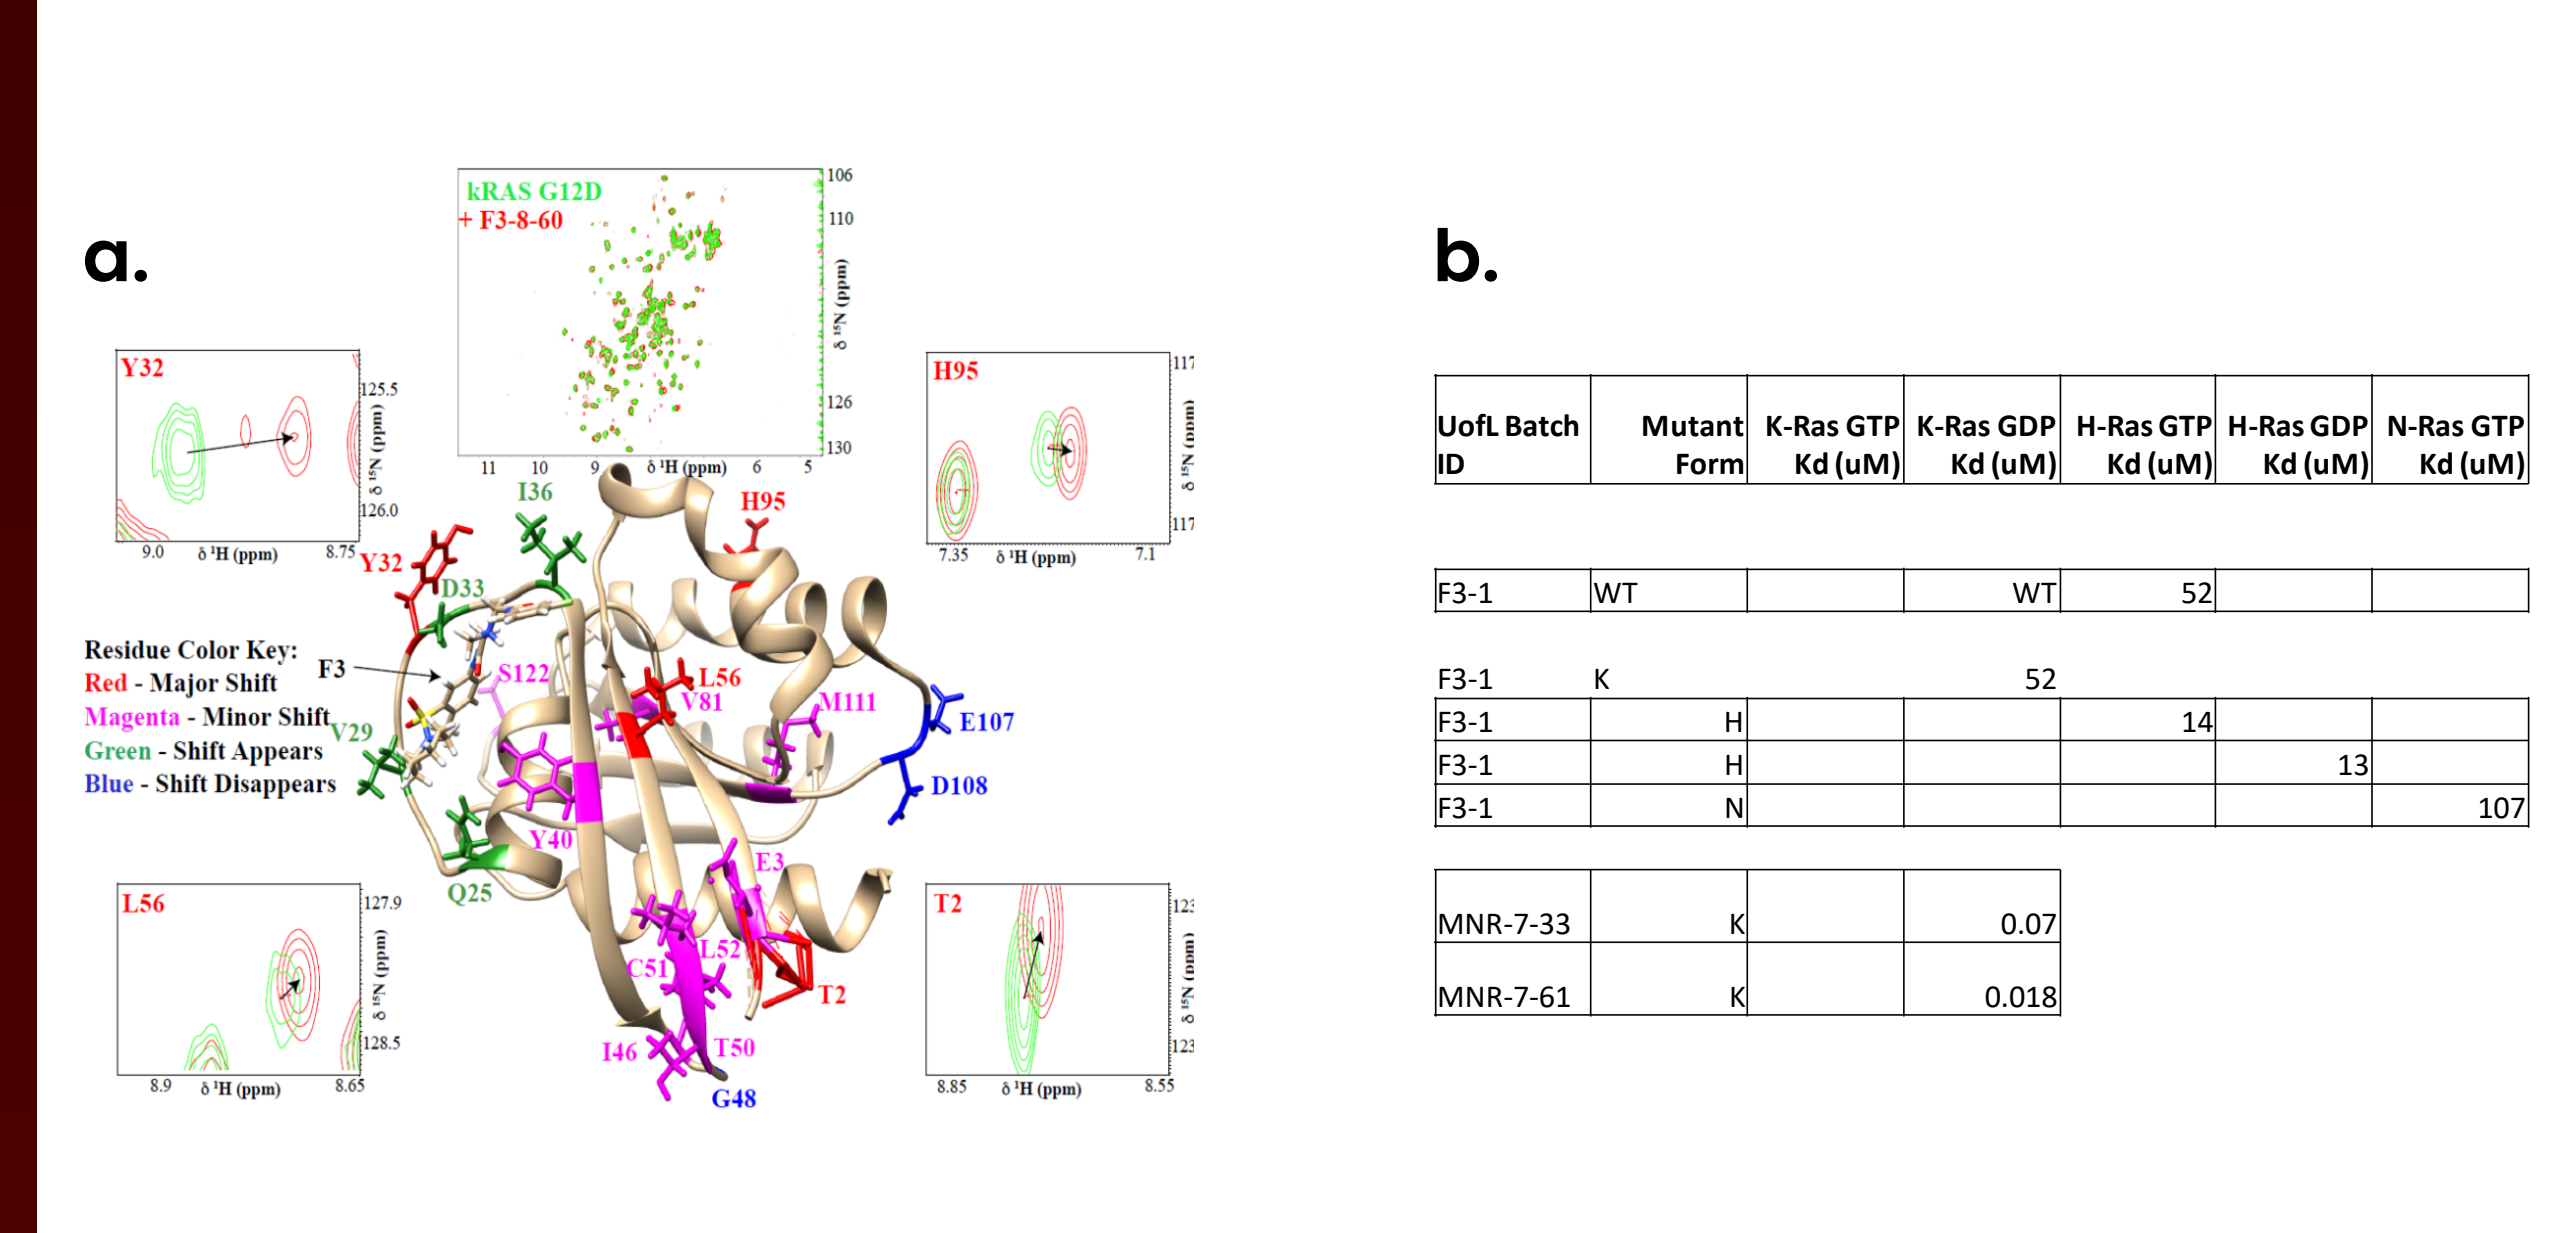 a.
kRAS G12D
+ F3-8-60
106
110
126
130
δ ¹⁵N (ppm)
11 10 9 δ ¹H (ppm) 6 5
Y32
125.5
126.0
δ ¹⁵N (ppm)
9.0 δ ¹H (ppm) 8.75
H95
117
117
δ ¹⁵N (ppm)
7.35 δ ¹H (ppm) 7.1
I36
H95
Y32
D33
Residue Color Key:
Red - Major Shift
Magenta - Minor Shift
Green - Shift Appears
Blue - Shift Disappears
F3
S122
L56
V81
M111
E107
V29
D108
Y40
E3
Q25
L52
C51
T2
I46
T50
G48
L56
127.9
128.5
δ ¹⁵N (ppm)
8.9 δ ¹H (ppm) 8.65
T2
123
123
δ ¹⁵N (ppm)
8.85 δ ¹H (ppm) 8.55
b.
UofL Batch ID Mutant Form K-Ras GTP Kd (uM) K-Ras GDP Kd (uM) H-Ras GTP Kd (uM) H-Ras GDP Kd (uM) N-Ras GTP Kd (uM)
F3-1 WT WT 52
F3-1 K 52
F3-1 H 14
F3-1 H 13
F3-1 N 107
MNR-7-33 K 0.07
MNR-7-61 K 0.018